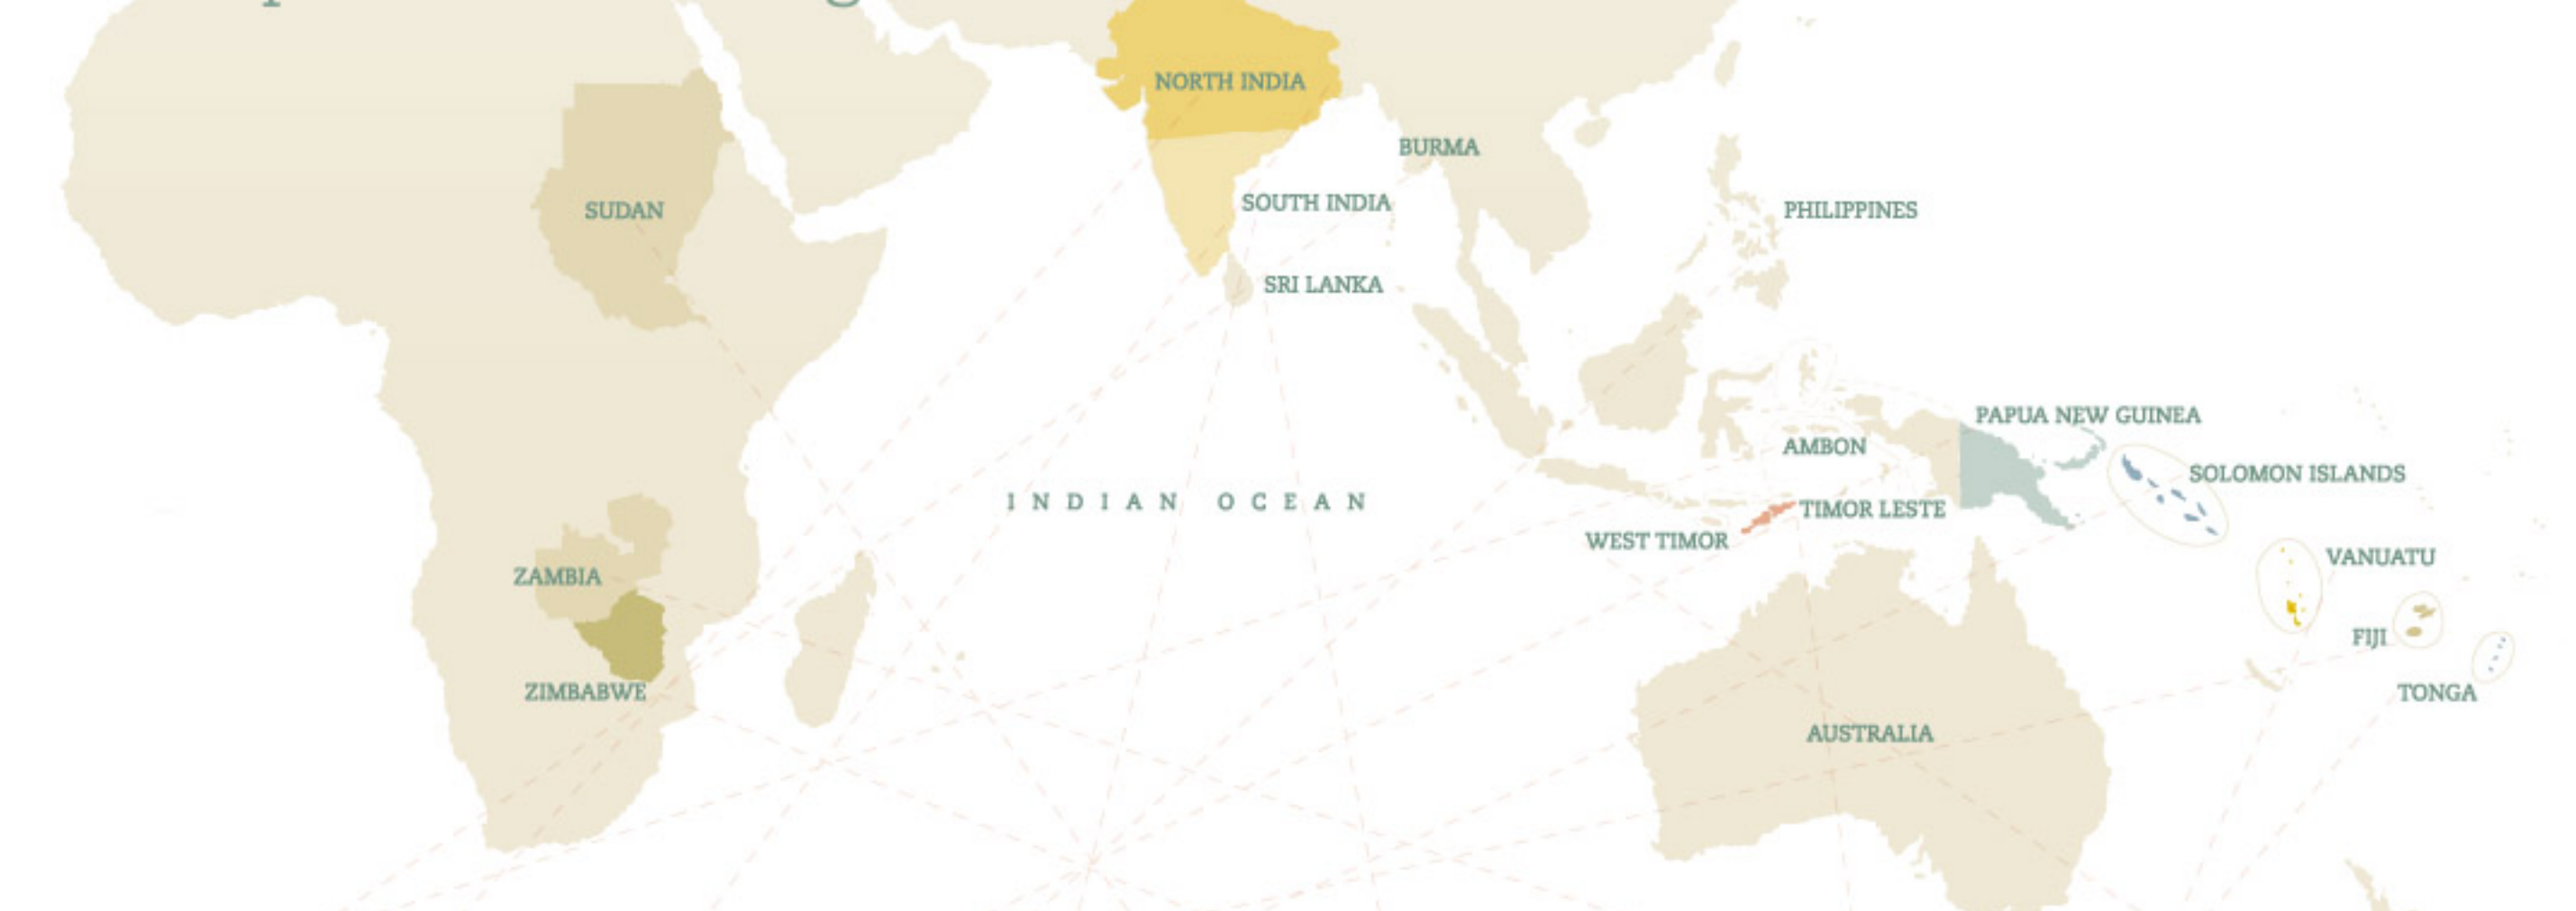 NORTH INDIA
BURMA
SUDAN
SOUTH INDIA
PHILIPPINES
SRI LANKA
PAPUA NEW GUINEA
AMBON
SOLOMON ISLANDS
INDIAN OCEAN
TIMOR LESTE
WEST TIMOR
VANUATU
ZAMBIA
FIJI
ZIMBABWE
TONGA
AUSTRALIA